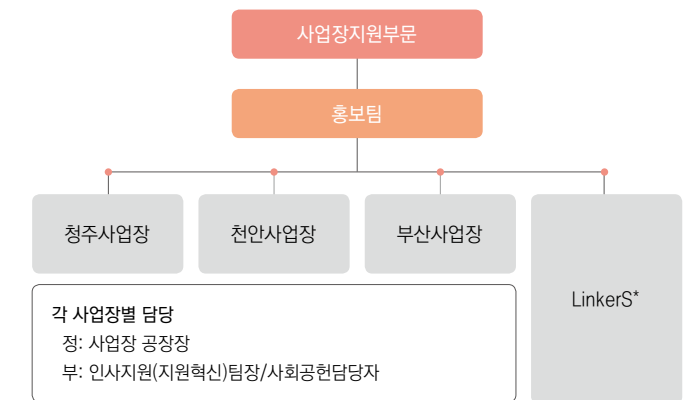 사업장지원부문
홍보팀
청주사업장
천안사업장
부산사업장
LinkerS*
각 사업장별 담당
정: 사업장 공장장
부: 인사지원(지원혁신)팀장/사회공헌담당자